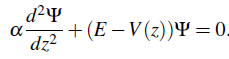 α d²Ψ/dz² + (E − V(z))Ψ = 0.